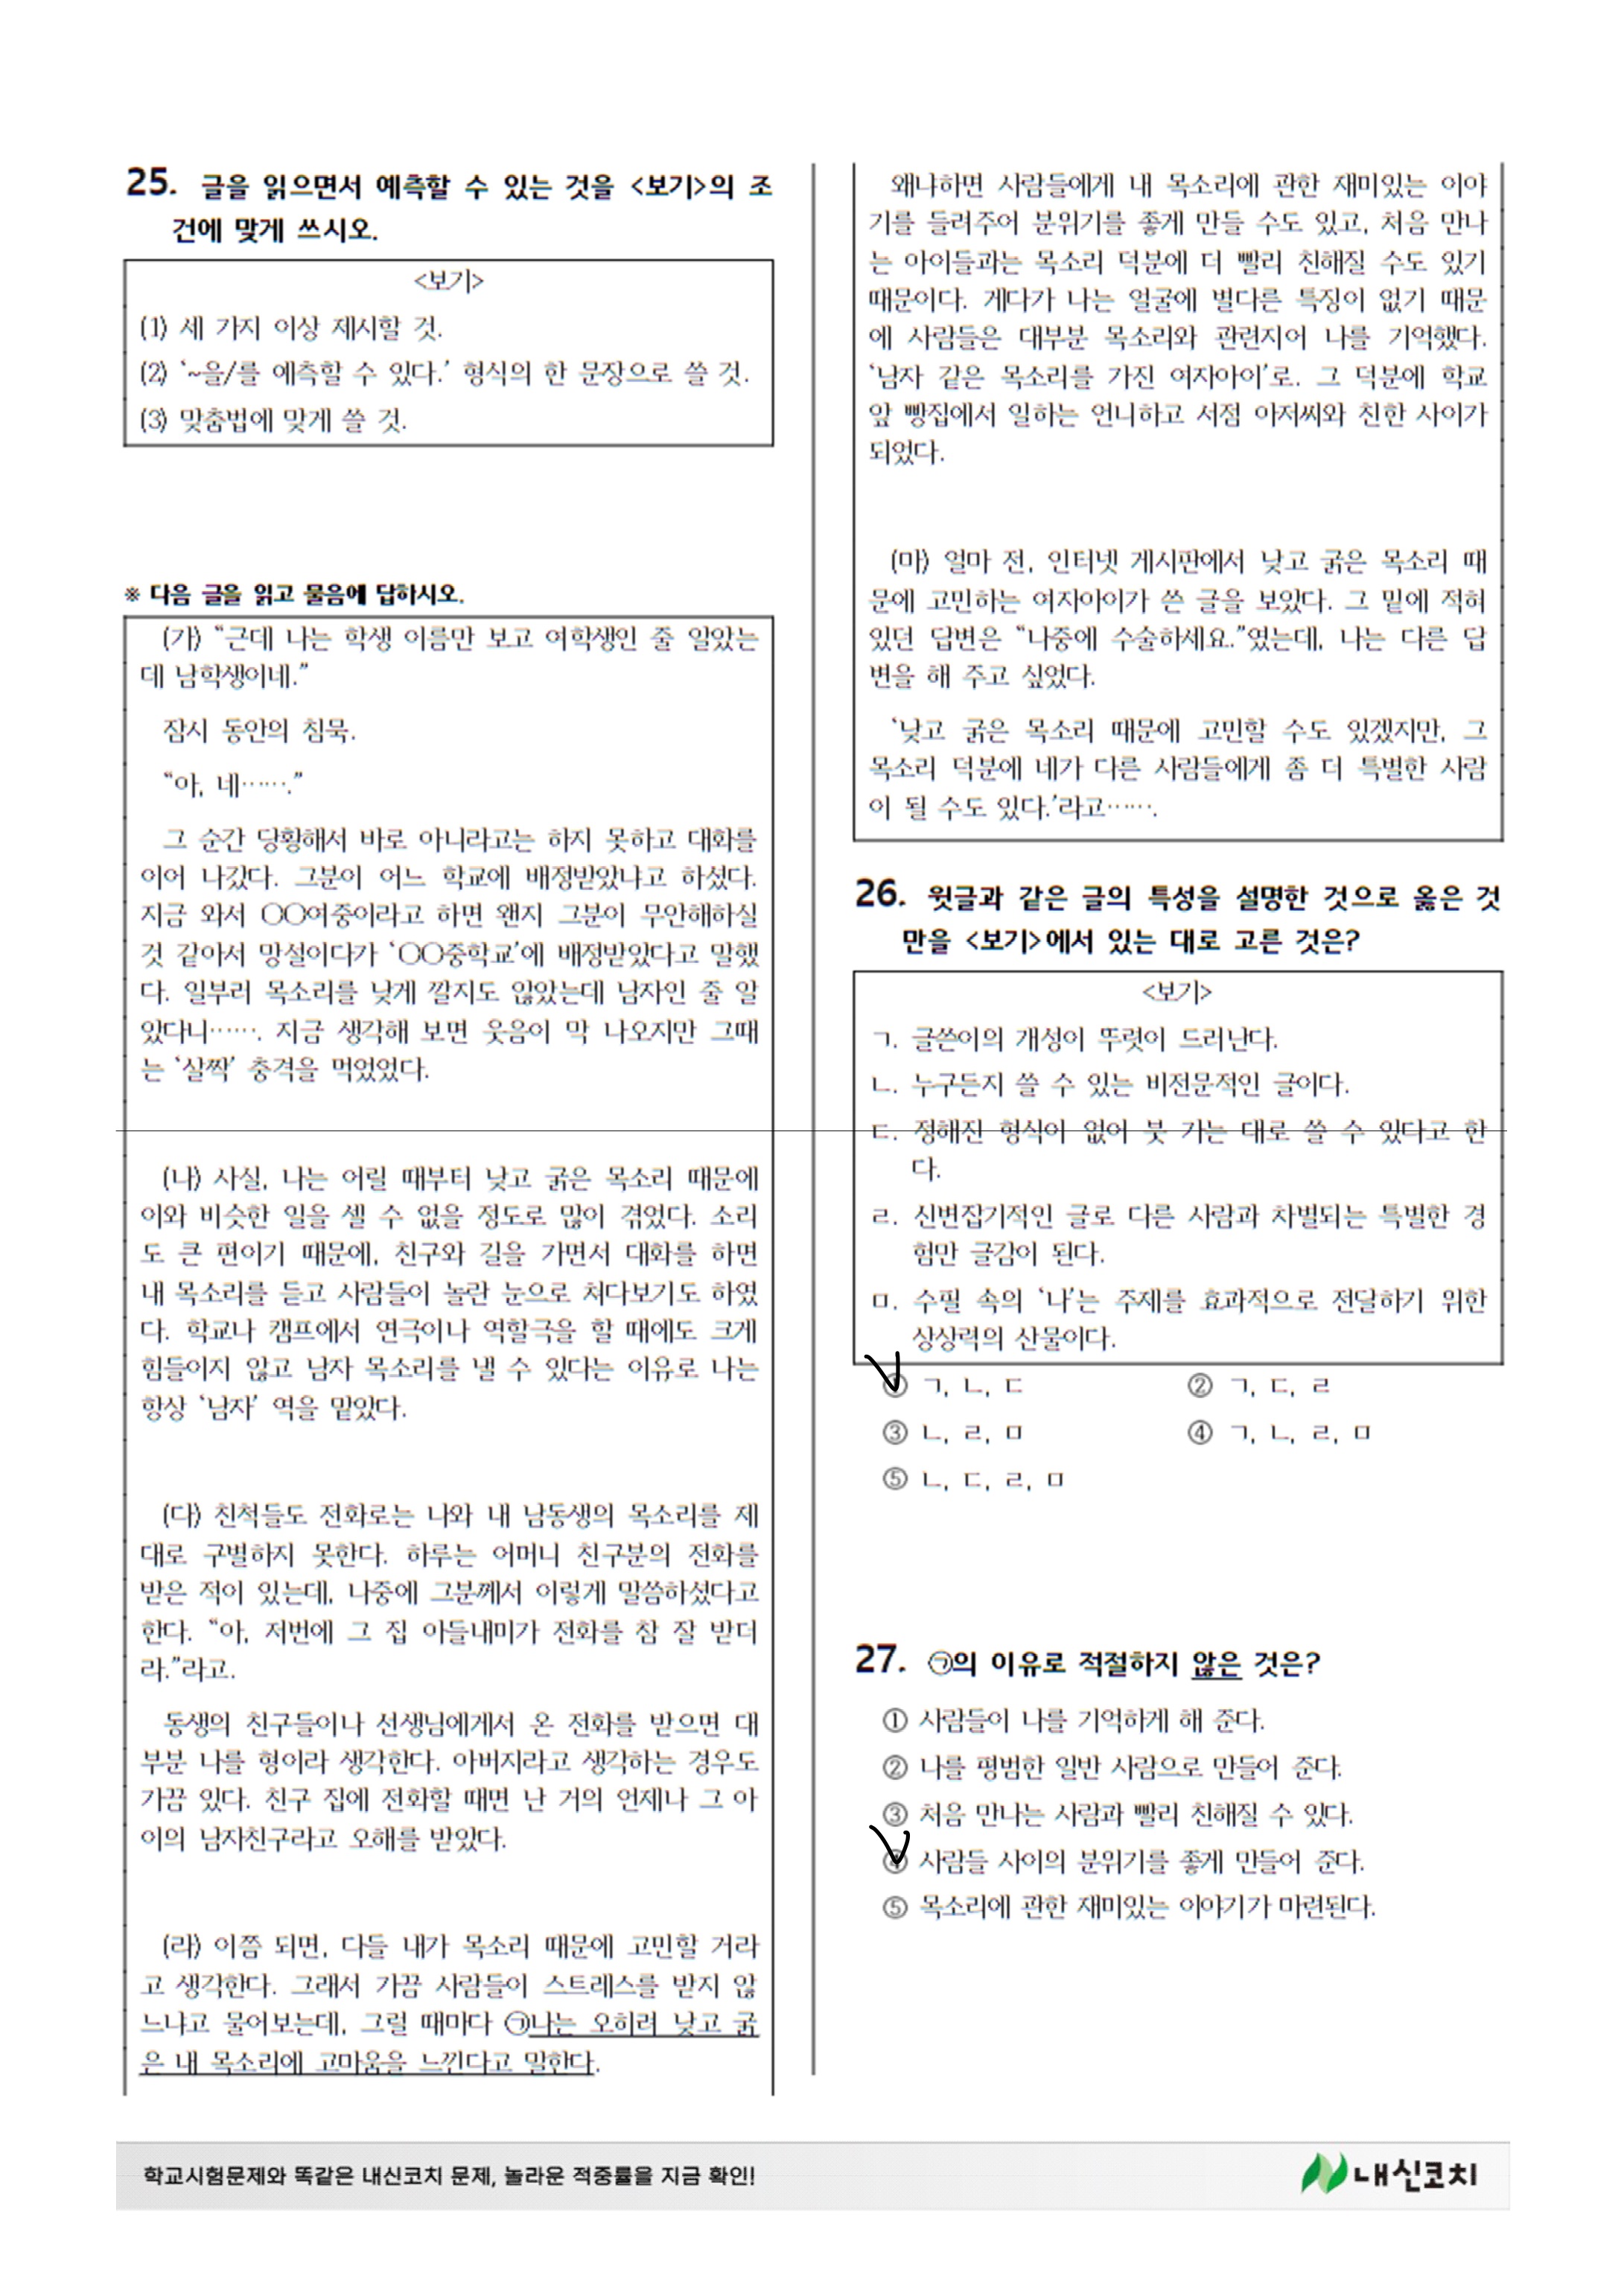 25. 글을 읽으면서 예측할 수 있는 것을 <보기>의 조
건에 맞게 쓰시오.
<보기>
(1) 세 가지 이상 제시할 것.
(2) ‘~을/를 예측할 수 있다.’ 형식의 한 문장으로 쓸 것.
(3) 맞춤법에 맞게 쓸 것.
※ 다음 글을 읽고 물음에 답하시오.
(가) “근데 나는 학생 이름만 보고 여학생인 줄 알았는
데 남학생이네.”
잠시 동안의 침묵.
“아, 네…….”
그 순간 당황해서 바로 아니라고는 하지 못하고 대화를
이어 나갔다. 그분이 어느 학교에 배정받았냐고 하셨다.
지금 와서 ○○여중이라고 하면 왠지 그분이 무안해하실
것 같아서 망설이다가 ‘○○중학교’에 배정받았다고 말했
다. 일부러 목소리를 낮게 깔지도 않았는데 남자인 줄 알
았다니……. 지금 생각해 보면 웃음이 막 나오지만 그때
는 ‘살짝’ 충격을 먹었었다.
(나) 사실, 나는 어릴 때부터 낮고 굵은 목소리 때문에
이와 비슷한 일을 셀 수 없을 정도로 많이 겪었다. 소리
도 큰 편이기 때문에, 친구와 길을 가면서 대화를 하면
내 목소리를 듣고 사람들이 놀란 눈으로 쳐다보기도 하였
다. 학교나 캠프에서 연극이나 역할극을 할 때에도 크게
힘들이지 않고 남자 목소리를 낼 수 있다는 이유로 나는
항상 ‘남자’ 역을 맡았다.
(다) 친척들도 전화로는 나와 내 남동생의 목소리를 제
대로 구별하지 못한다. 하루는 어머니 친구분의 전화를
받은 적이 있는데, 나중에 그분께서 이렇게 말씀하셨다고
한다. “아, 저번에 그 집 아들내미가 전화를 참 잘 받더
라.”라고.
동생의 친구들이나 선생님에게서 온 전화를 받으면 대
부분 나를 형이라 생각한다. 아버지라고 생각하는 경우도
가끔 있다. 친구 집에 전화할 때면 난 거의 언제나 그 아
이의 남자친구라고 오해를 받았다.
(라) 이쯤 되면, 다들 내가 목소리 때문에 고민할 거라
고 생각한다. 그래서 가끔 사람들이 스트레스를 받지 않
느냐고 물어보는데, 그럴 때마다 ㉠나는 오히려 낮고 굵
은 내 목소리에 고마움을 느낀다고 말한다.
왜냐하면 사람들에게 내 목소리에 관한 재미있는 이야
기를 들려주어 분위기를 좋게 만들 수도 있고, 처음 만나
는 아이들과는 목소리 덕분에 더 빨리 친해질 수도 있기
때문이다. 게다가 나는 얼굴에 별다른 특징이 없기 때문
에 사람들은 대부분 목소리와 관련지어 나를 기억했다.
‘남자 같은 목소리를 가진 여자아이’로. 그 덕분에 학교
앞 빵집에서 일하는 언니하고 서점 아저씨와 친한 사이가
되었다.
(마) 얼마 전, 인터넷 게시판에서 낮고 굵은 목소리 때
문에 고민하는 여자아이가 쓴 글을 보았다. 그 밑에 적혀
있던 답변은 “나중에 수술하세요.”였는데, 나는 다른 답
변을 해 주고 싶었다.
‘낮고 굵은 목소리 때문에 고민할 수도 있겠지만, 그
목소리 덕분에 네가 다른 사람들에게 좀 더 특별한 사람
이 될 수도 있다.’라고…….
26. 윗글과 같은 글의 특성을 설명한 것으로 옳은 것
만을 <보기>에서 있는 대로 고른 것은?
<보기>
ㄱ. 글쓴이의 개성이 뚜렷이 드러난다.
ㄴ. 누구든지 쓸 수 있는 비전문적인 글이다.
ㄷ. 정해진 형식이 없어 붓 가는 대로 쓸 수 있다고 한
다.
ㄹ. 신변잡기적인 글로 다른 사람과 차별되는 특별한 경
험만 글감이 된다.
ㅁ. 수필 속의 ‘나’는 주제를 효과적으로 전달하기 위한
상상력의 산물이다.
① ㄱ, ㄴ, ㄷ ② ㄱ, ㄷ, ㄹ
③ ㄴ, ㄹ, ㅁ ④ ㄱ, ㄴ, ㄹ, ㅁ
⑤ ㄴ, ㄷ, ㄹ, ㅁ
27. ㉠의 이유로 적절하지 않은 것은?
① 사람들이 나를 기억하게 해 준다.
② 나를 평범한 일반 사람으로 만들어 준다.
③ 처음 만나는 사람과 빨리 친해질 수 있다.
④ 사람들 사이의 분위기를 좋게 만들어 준다.
⑤ 목소리에 관한 재미있는 이야기가 마련된다.
학교시험문제와 똑같은 내신코치 문제, 놀라운 적중률을 지금 확인!
내신코치